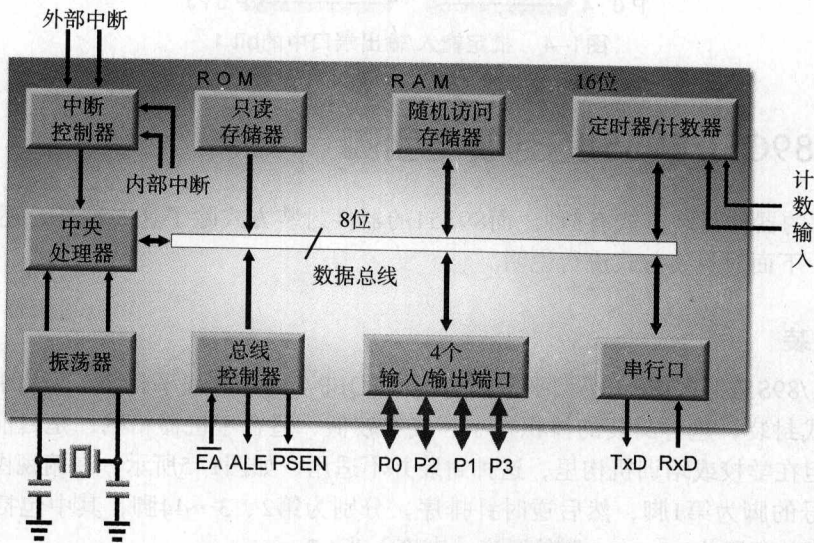 外部中断
ROM
RAM
16位
中断
控制器
只读
存储器
随机访问
存储器
定时器/计数器
内部中断
计
数
输
入
中央
处理器
8位
数据总线
振荡器
总线
控制器
4个
输入/输出端口
串行口
EA ALE PSEN
P0 P2 P1 P3
TxD RxD